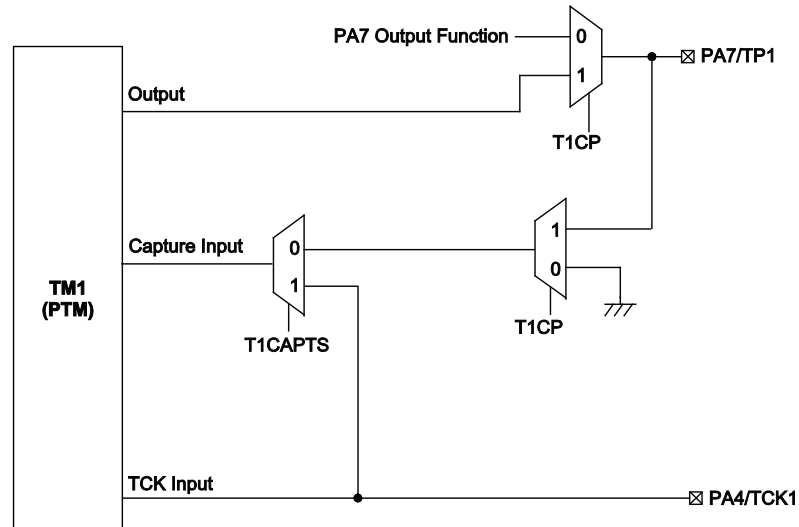 PA7 Output Function
0
1
PA7/TP1
T1CP
Output
Capture Input
0
1
T1CAPTS
1
0
T1CP
TM1
(PTM)
TCK Input
PA4/TCK1